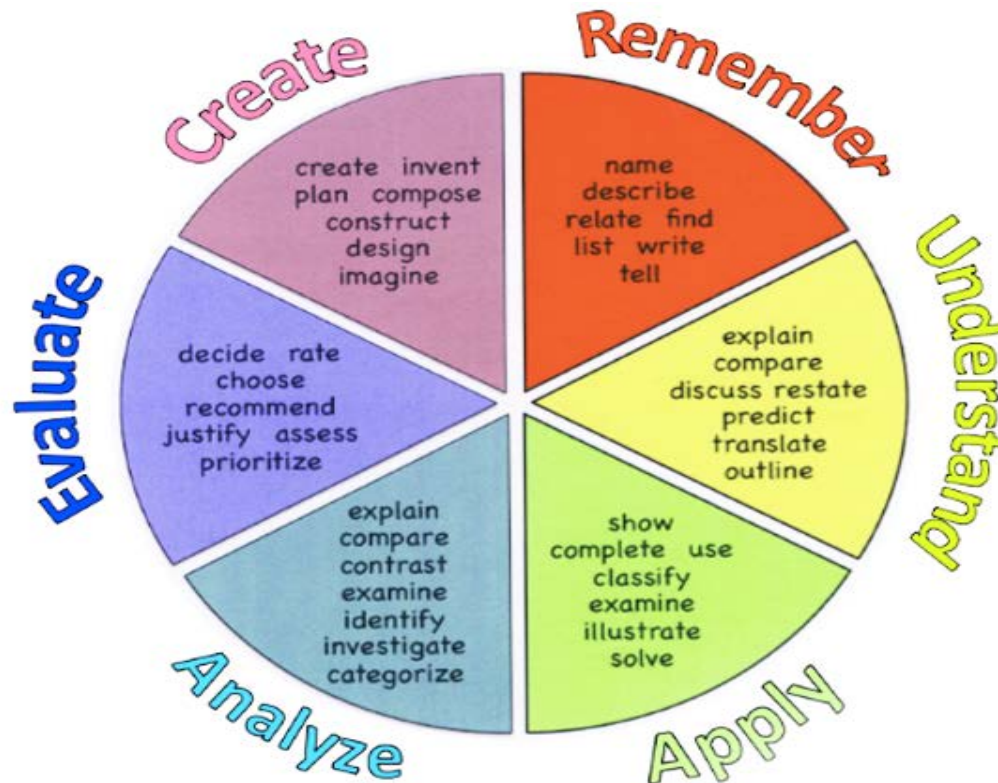 Remember
name
describe
relate find
list write
tell
Understand
explain
compare
discuss restate
predict
translate
outline
Apply
show
complete use
classify
examine
illustrate
solve
Analyze
explain
compare
contrast
examine
identify
investigate
categorize
Evaluate
decide rate
choose
recommend
justify assess
prioritize
Create
create invent
plan compose
construct
design
imagine